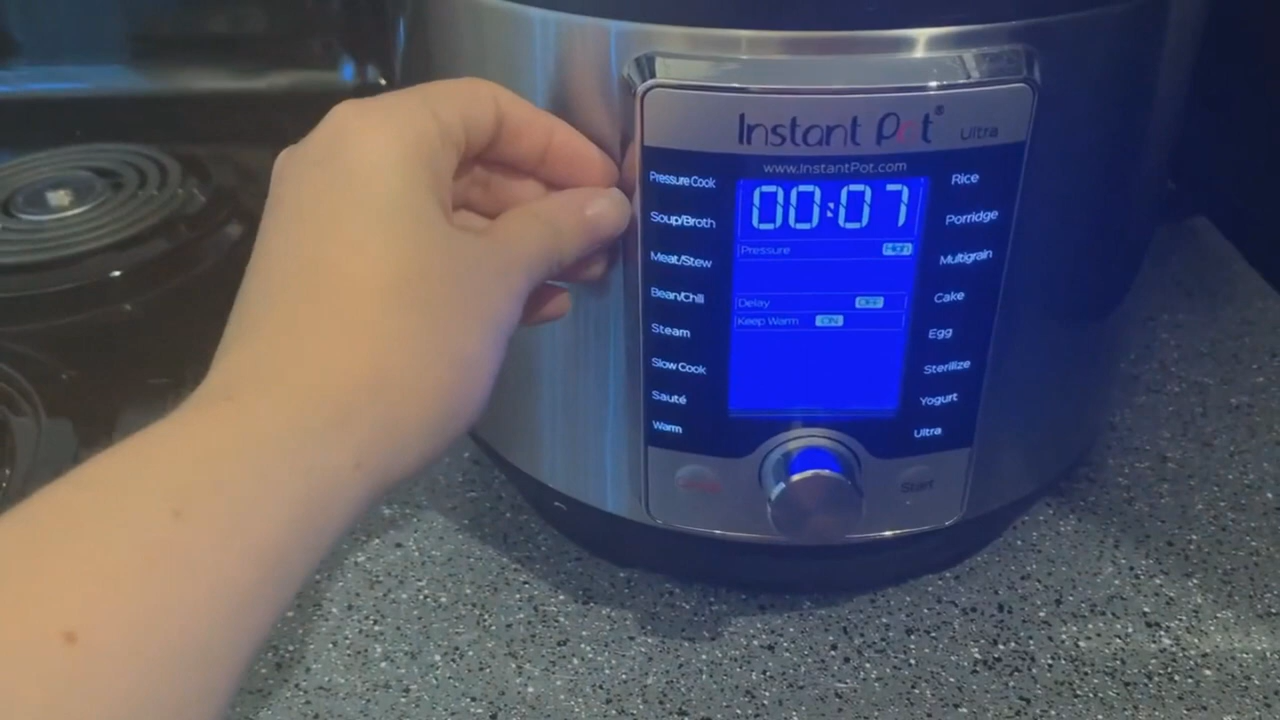 Instant Pot® Ultra
www.InstantPot.com
Pressure Cook
Soup/Broth
Meat/Stew
Bean/Chili
Steam
Slow Cook
Sauté
Warm
00:07
Pressure High
Delay OFF
Keep Warm ON
Rice
Porridge
Multigrain
Cake
Egg
Sterilize
Yogurt
Ultra
Start